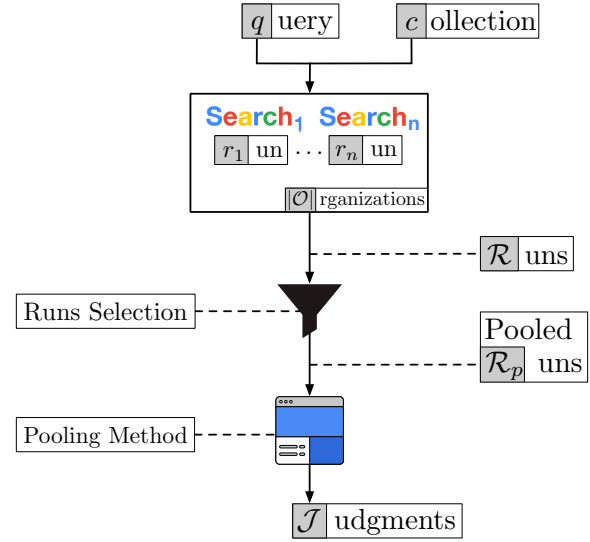 q uery
c ollection
Search1 Searchn
r1 un ... rn un
|O| rganizations
R uns
Runs Selection
Pooled
Rp uns
Pooling Method
J udgments